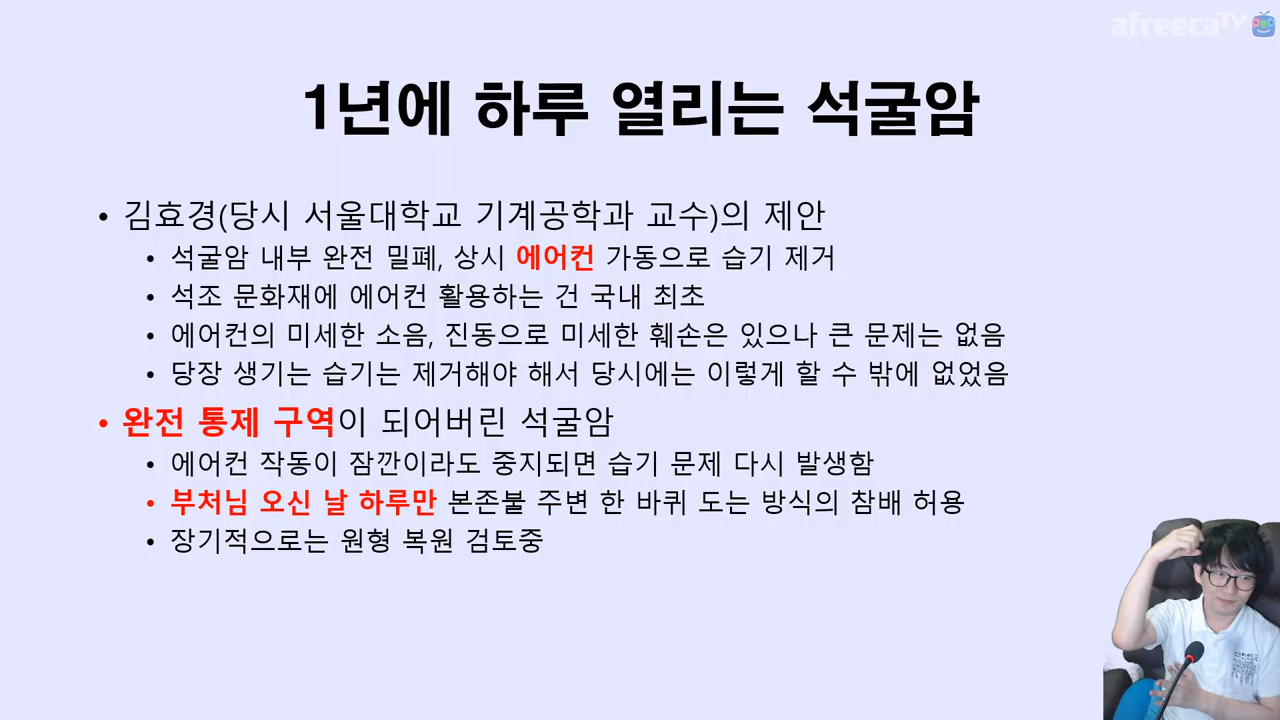 afreecaTV
1년에 하루 열리는 석굴암
• 김효경(당시 서울대학교 기계공학과 교수)의 제안
• 석굴암 내부 완전 밀폐, 상시 에어컨 가동으로 습기 제거
• 석조 문화재에 에어컨 활용하는 건 국내 최초
• 에어컨의 미세한 소음, 진동으로 미세한 훼손은 있으나 큰 문제는 없음
• 당장 생기는 습기는 제거해야 해서 당시에는 이렇게 할 수 밖에 없었음
• 완전 통제 구역이 되어버린 석굴암
• 에어컨 작동이 잠깐이라도 중지되면 습기 문제 다시 발생함
• 부처님 오신 날 하루만 본존불 주변 한 바퀴 도는 방식의 참배 허용
• 장기적으로는 원형 복원 검토중